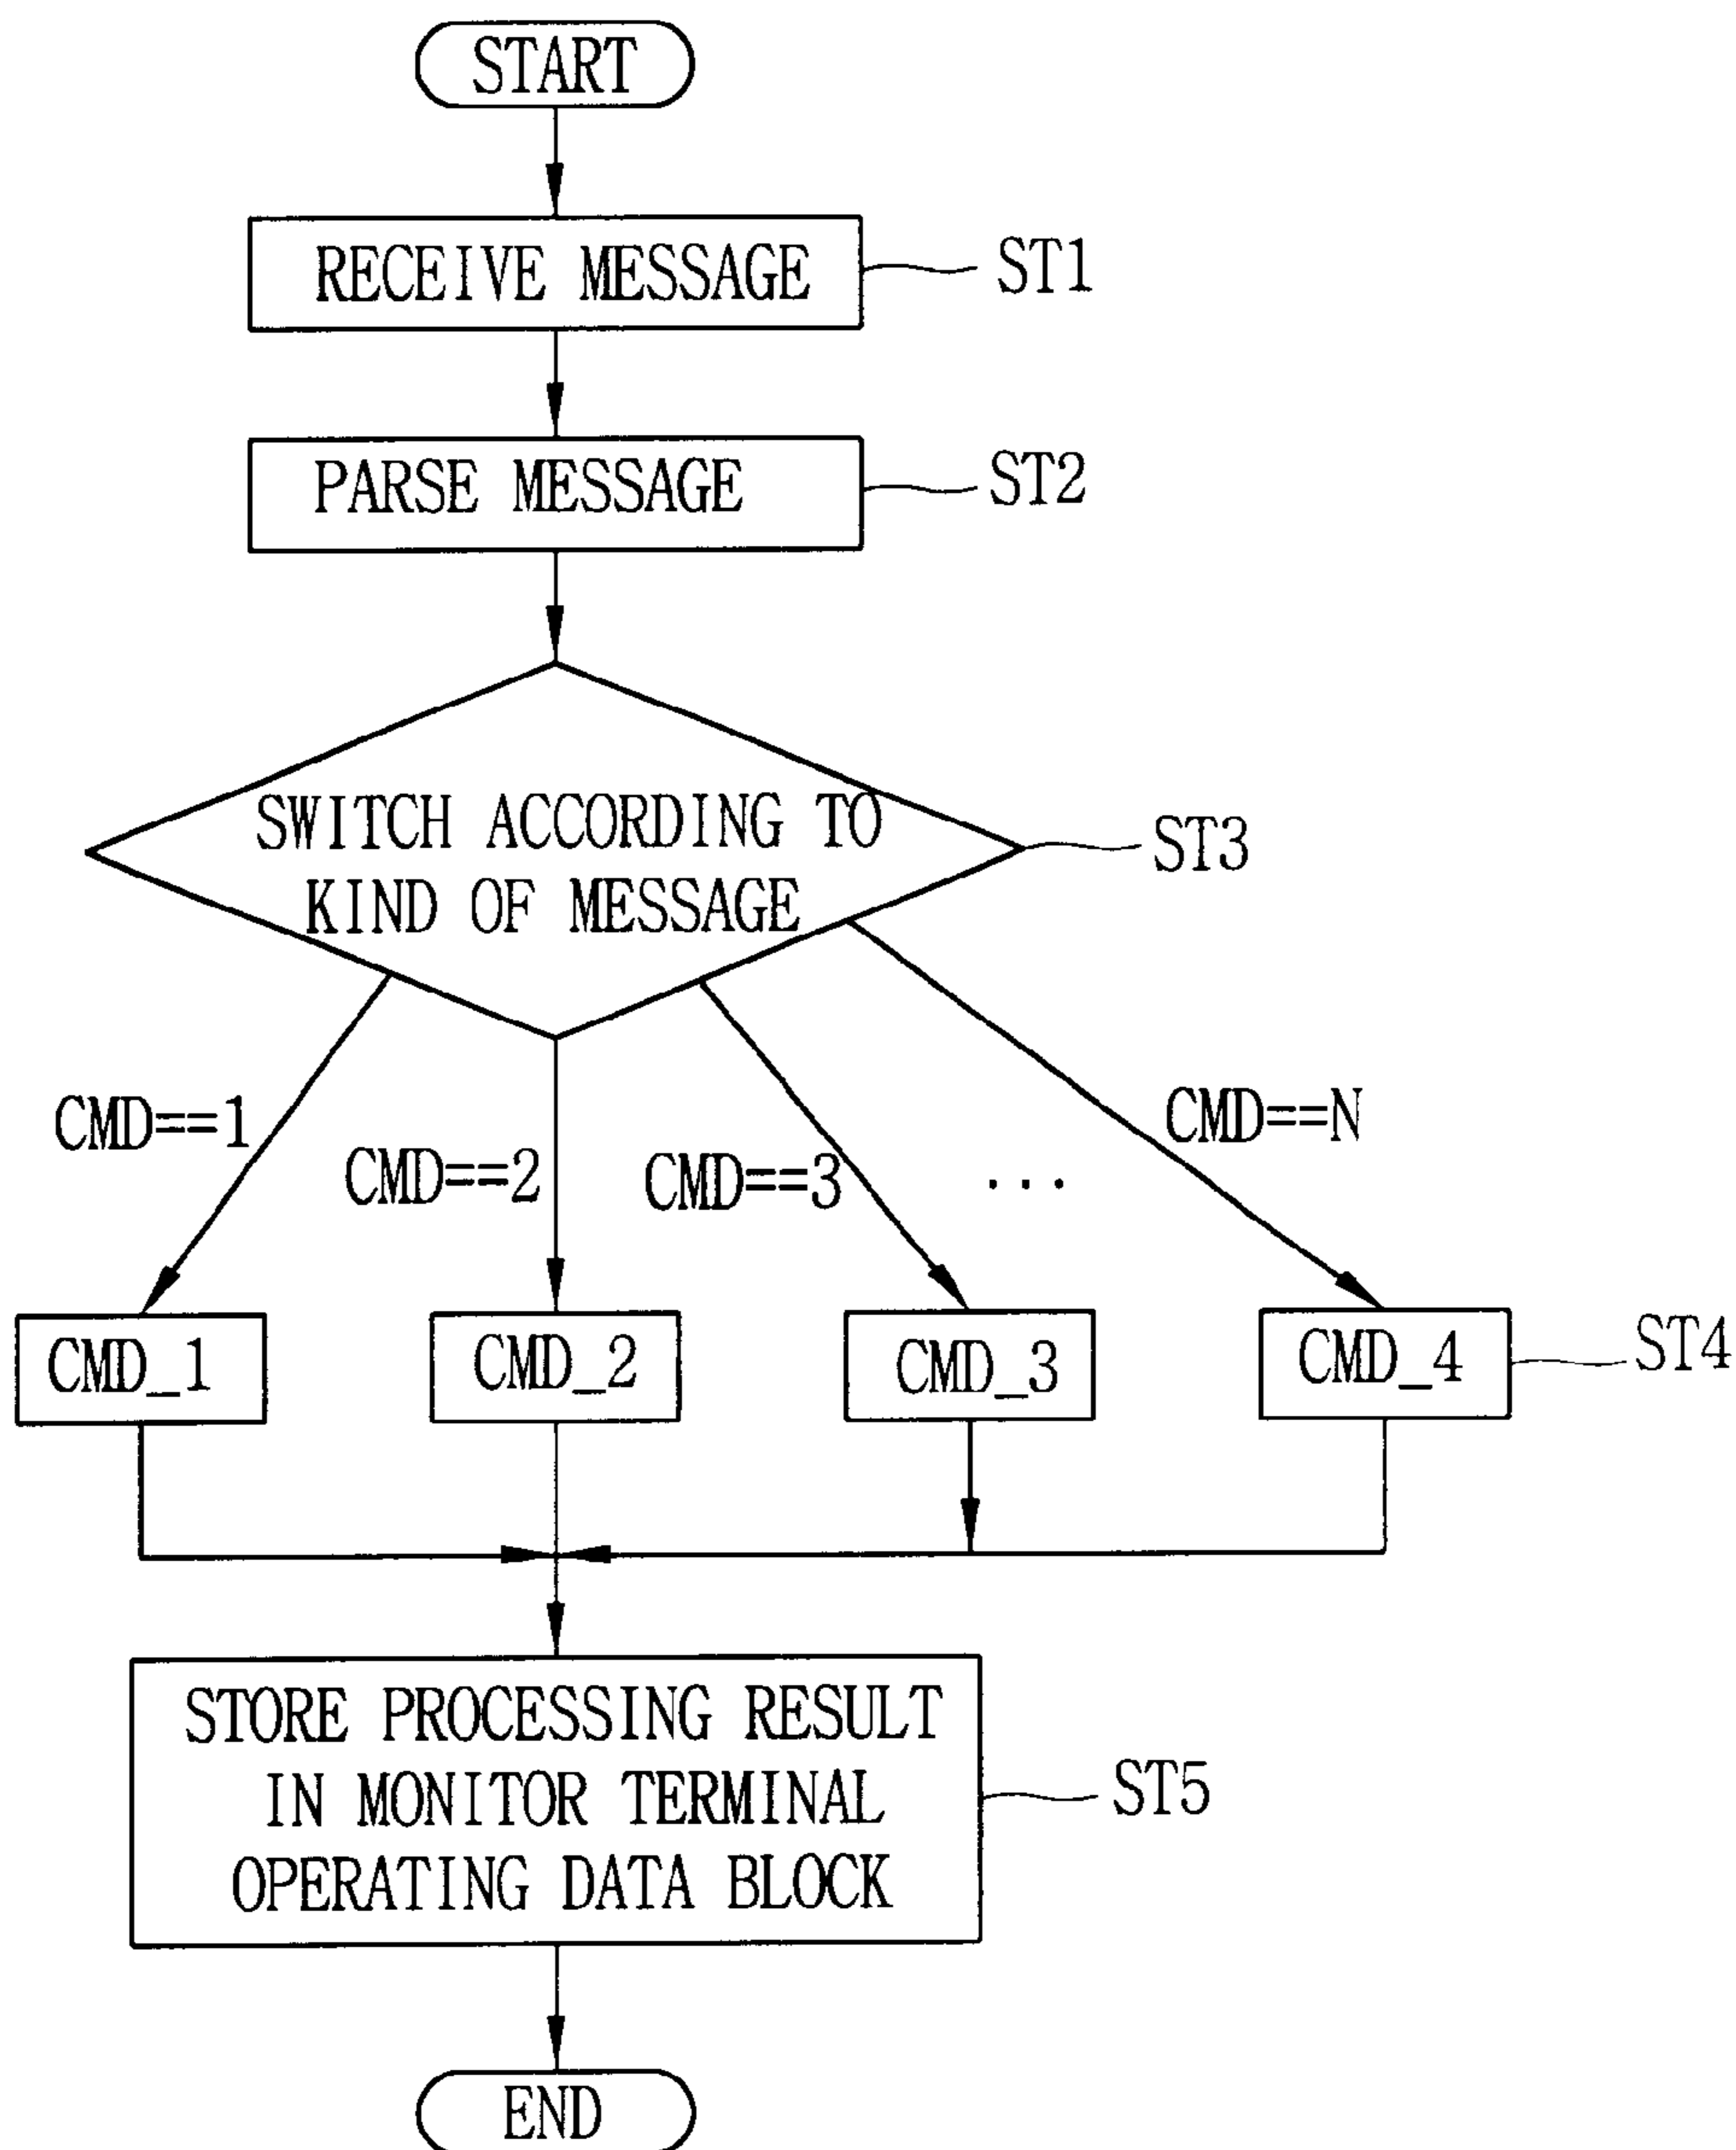 START
RECEIVE MESSAGE
ST1
PARSE MESSAGE
ST2
SWITCH ACCORDING TO
KIND OF MESSAGE
ST3
CMD==1
CMD==2
CMD==3
...
CMD==N
CMD_1
CMD_2
CMD_3
CMD_4
ST4
STORE PROCESSING RESULT
IN MONITOR TERMINAL
OPERATING DATA BLOCK
ST5
END